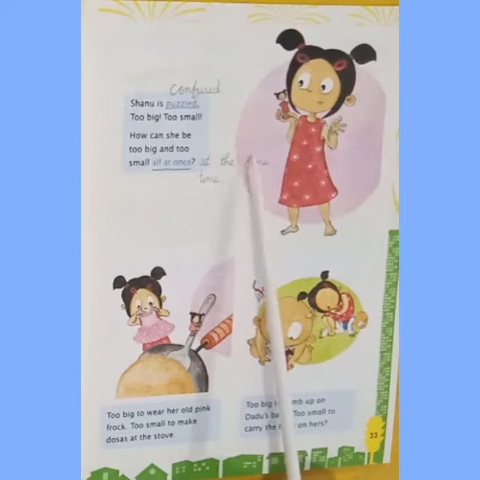 Confused
Shanu is puzzled.
Too big! Too small!
How can she be
too big and too
small all at once? at the
time
Too big to wear her old pink
frock. Too small to make
dosas at the stove
Too big up on
Dadu's Too small to
carry the on hers?
33